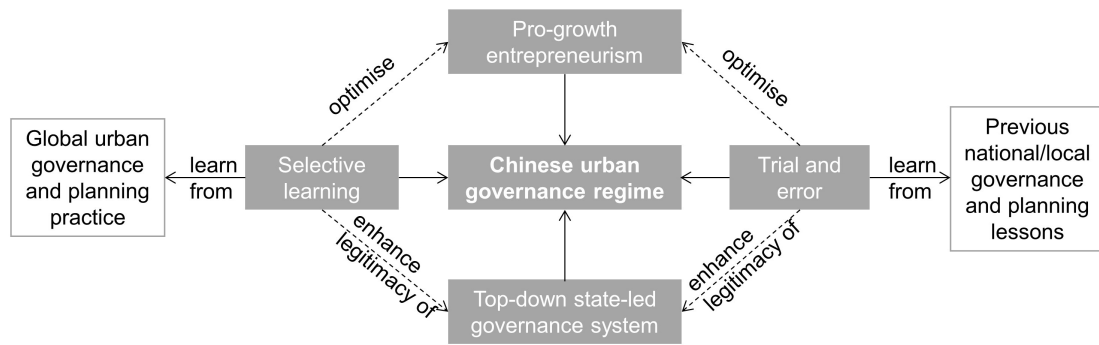 Pro-growth
entrepreneurism
optimise
optimise
Global urban
governance
and planning
practice
learn
from
Selective
learning
Chinese urban
governance regime
Trial and
error
learn
from
Previous
national/local
governance
and planning
lessons
enhance
legitimacy of
enhance
legitimacy of
Top-down state-led
governance system